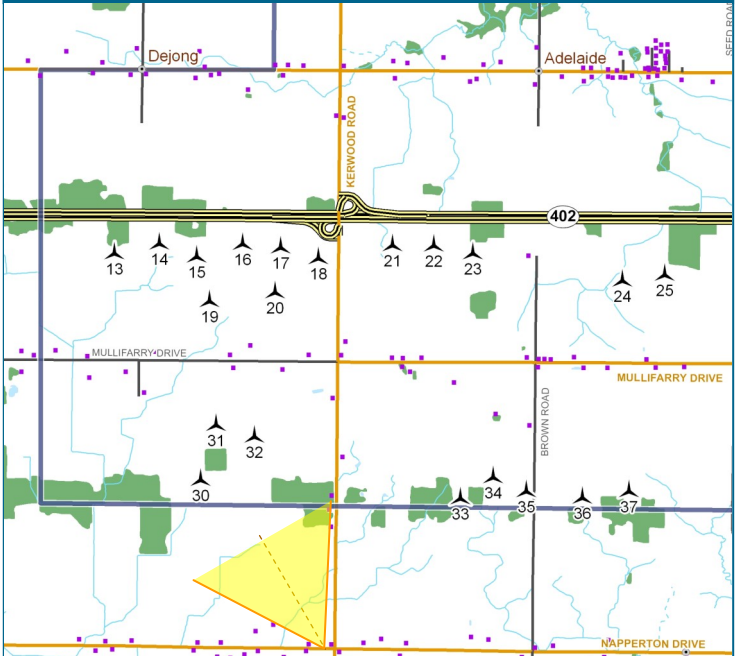 SEED ROAD
Dejong
Adelaide
KERWOOD ROAD
402
13
14
15
16
17
18
21
22
23
24
25
19
20
MULLIFARRY DRIVE
MULLIFARRY DRIVE
BROWN ROAD
31
32
30
33
34
35
36
37
NAPPERTON DRIVE